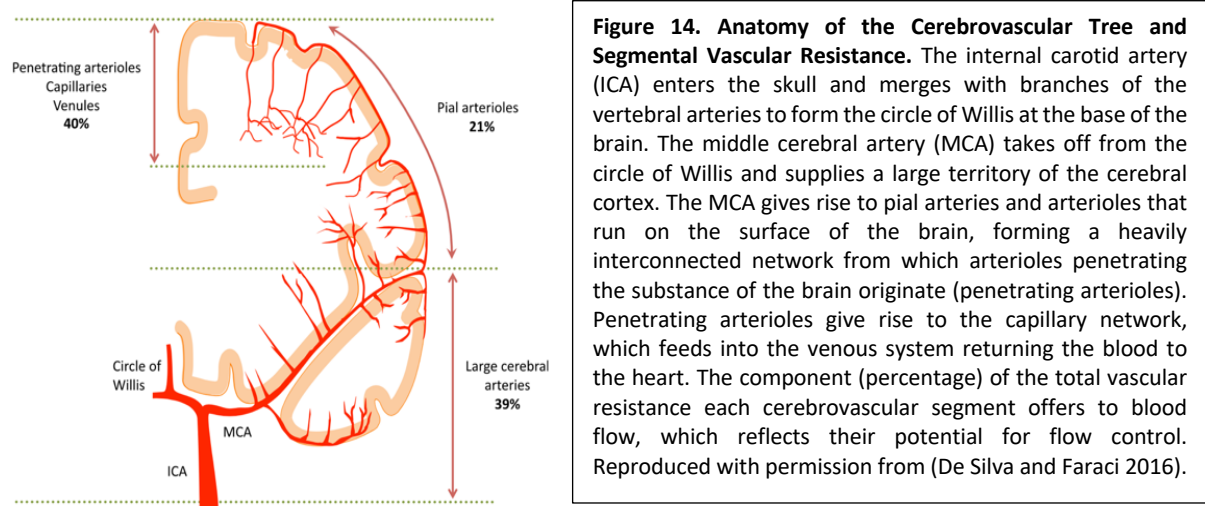 Penetrating arterioles
Capillaries
Venules
40%
Pial arterioles
21%
Circle of
Willis
MCA
ICA
Large cerebral
arteries
39%
Figure 14. Anatomy of the Cerebrovascular Tree and
Segmental Vascular Resistance. The internal carotid artery
(ICA) enters the skull and merges with branches of the
vertebral arteries to form the circle of Willis at the base of the
brain. The middle cerebral artery (MCA) takes off from the
circle of Willis and supplies a large territory of the cerebral
cortex. The MCA gives rise to pial arteries and arterioles that
run on the surface of the brain, forming a heavily
interconnected network from which arterioles penetrating
the substance of the brain originate (penetrating arterioles).
Penetrating arterioles give rise to the capillary network,
which feeds into the venous system returning the blood to
the heart. The component (percentage) of the total vascular
resistance each cerebrovascular segment offers to blood
flow, which reflects their potential for flow control.
Reproduced with permission from (De Silva and Faraci 2016).